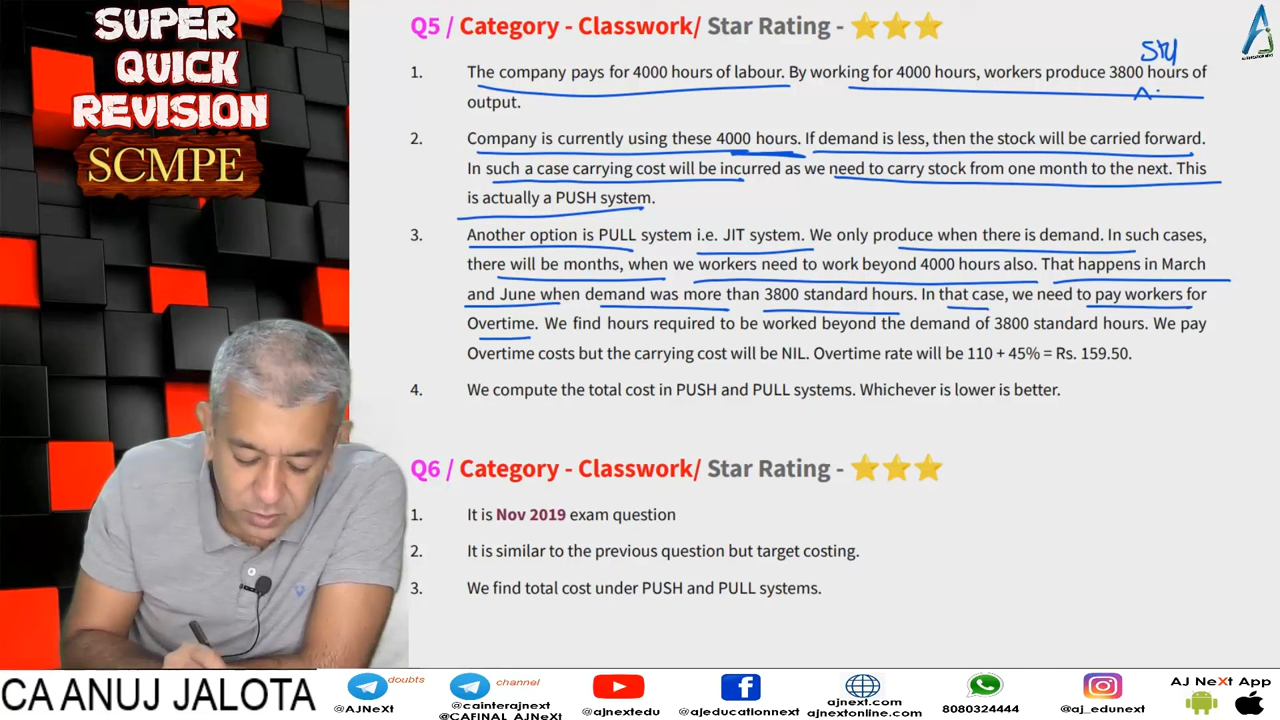 SUPER
QUICK
REVISION
SCMPE
Q5 / Category - Classwork/ Star Rating - ⭐⭐⭐
Std
1. The company pays for 4000 hours of labour. By working for 4000 hours, workers produce 3800 hours of
output.
2. Company is currently using these 4000 hours. If demand is less, then the stock will be carried forward.
In such a case carrying cost will be incurred as we need to carry stock from one month to the next. This
is actually a PUSH system.
3. Another option is PULL system i.e. JIT system. We only produce when there is demand. In such cases,
there will be months, when we workers need to work beyond 4000 hours also. That happens in March
and June when demand was more than 3800 standard hours. In that case, we need to pay workers for
Overtime. We find hours required to be worked beyond the demand of 3800 standard hours. We pay
Overtime costs but the carrying cost will be NIL. Overtime rate will be 110 + 45% = Rs. 159.50.
4. We compute the total cost in PUSH and PULL systems. Whichever is lower is better.
Q6 / Category - Classwork/ Star Rating - ⭐⭐⭐
1. It is Nov 2019 exam question
2. It is similar to the previous question but target costing.
3. We find total cost under PUSH and PULL systems.
CA ANUJ JALOTA
doubts
@AJNeXt
channel
@cainterajnext
@CAFINAL_AJNeXt
@ajnextedu
@ajeducationnext
ajnext.com
ajnextonline.com
8080324444
@aj_edunext
AJ NeXt App